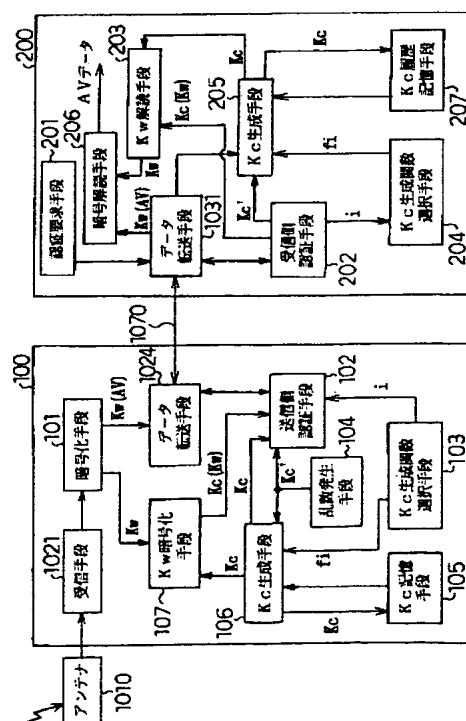 アンテナ
1010
100
受信手段
1021
暗号化手段
101
Kw(AV)
Kw
データ
転送手段
1024
1070
Kw暗号化
手段
107
Kc(Kw)
Kc
Kc
送信側
認証手段
102
Kc'
Kc生成手段
106
乱数発生
手段
104
fi
i
Kc
Kc記憶
手段
105
Kc生成関数
選択手段
103
200
認証要求手段
201
暗号解読手段
206
AVデータ
Kw(AV)
Kw
Kw解読手段
203
データ
転送手段
1031
Kc(Kw)
Kc
Kc'
Kc生成手段
205
受信側
認証手段
202
Kc
i
fi
Kc生成関数
選択手段
204
Kc履歴
記憶手段
207